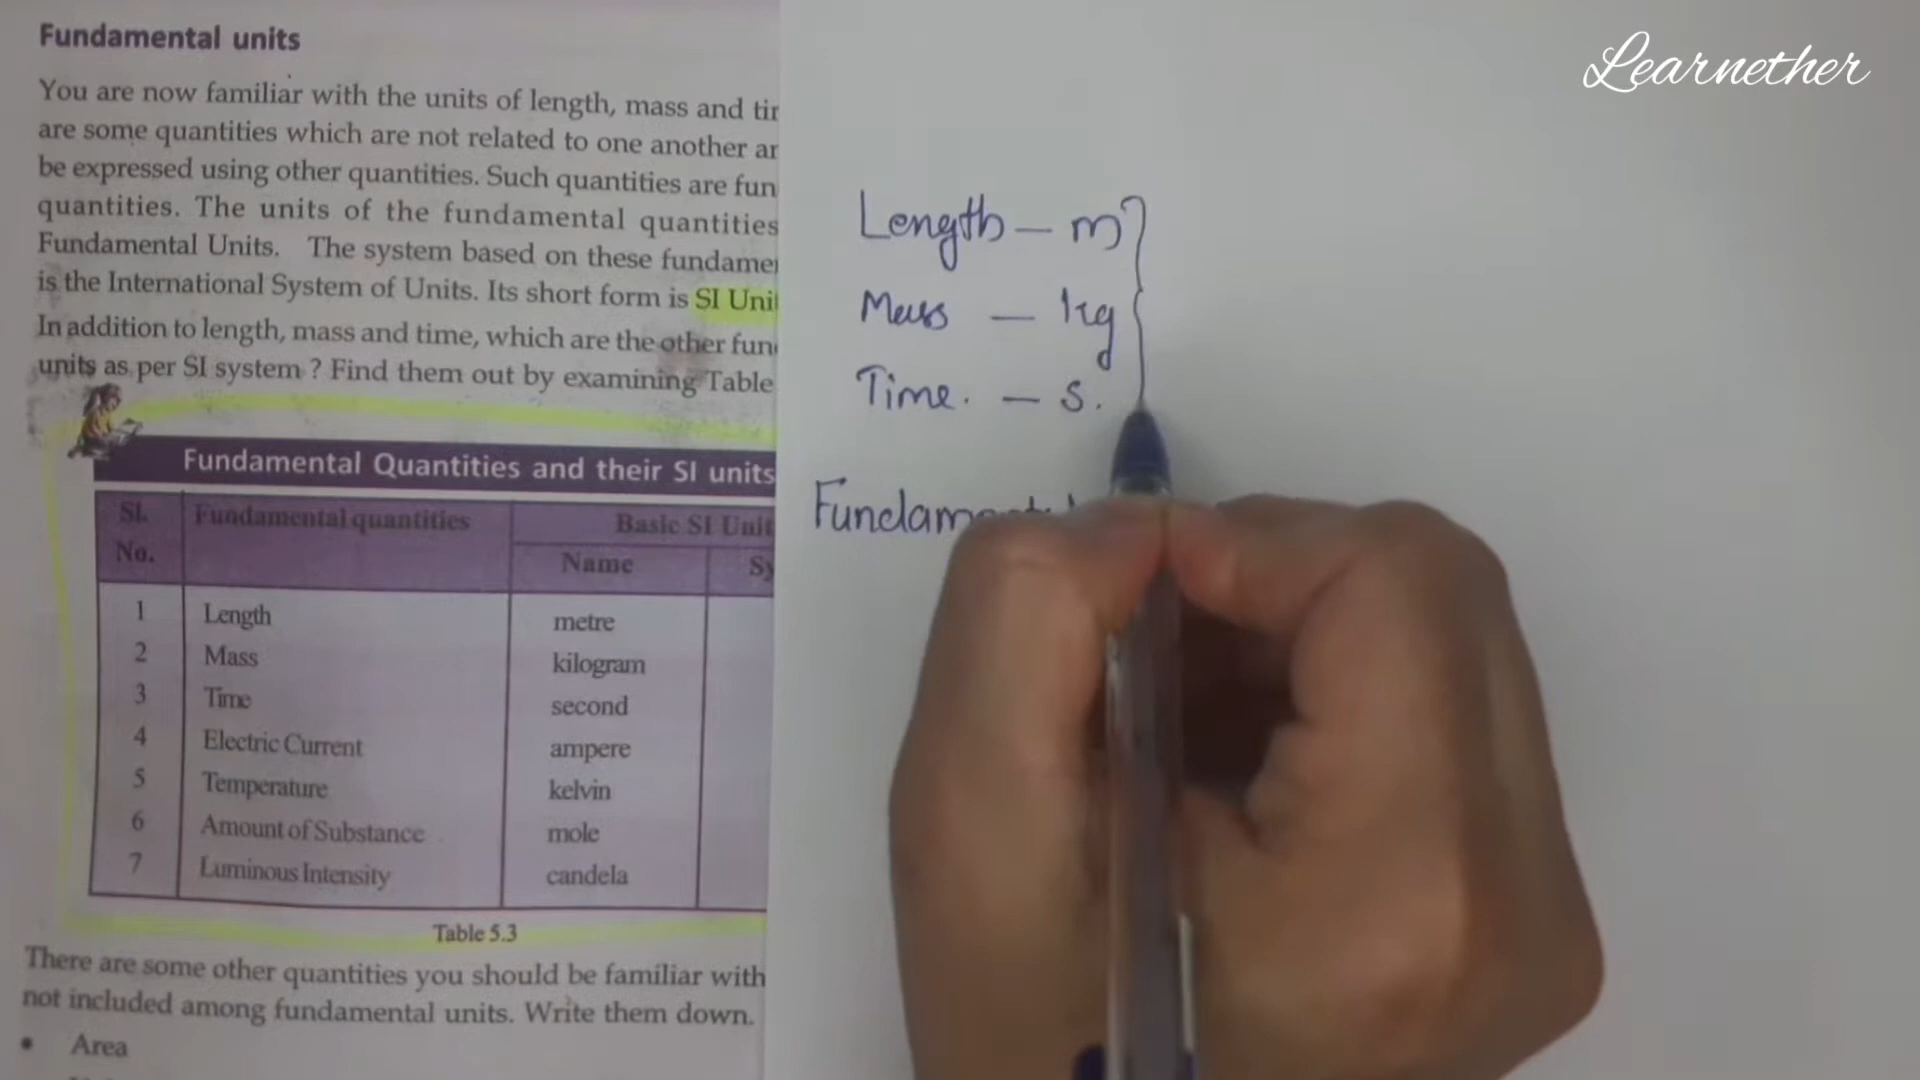 Fundamental units
You are now familiar with the units of length, mass and
are some quantities which are not related to one another
be expressed using other quantities. Such quantities are
quantities. The units of the fundamental quantities
Fundamental Units. The system based on these
is the International System of Units. Its short form is SI
In addition to length, mass and time, which are the other
units as per SI system ? Find them out by examining Table
Fundamental Quantities and their SI units
Sl. No. Fundamental quantities Basic SI Unit
Name
1 Length metre
2 Mass kilogram
3 Time second
4 Electric Current ampere
5 Temperature kelvin
6 Amount of Substance mole
7 Luminous Intensity candela
Table 5.3
There are some other quantities you should be familiar with
not included among fundamental units. Write them down.
• Area
Learnether
Length – m
Mass – kg
Time. – s.